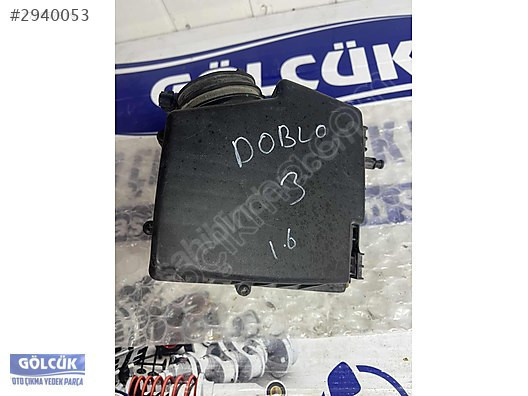 #2940053
GÖLCÜK
DOBLO
3
1.6
GÖLCÜK
OTO ÇIKMA YEDEK PARÇA